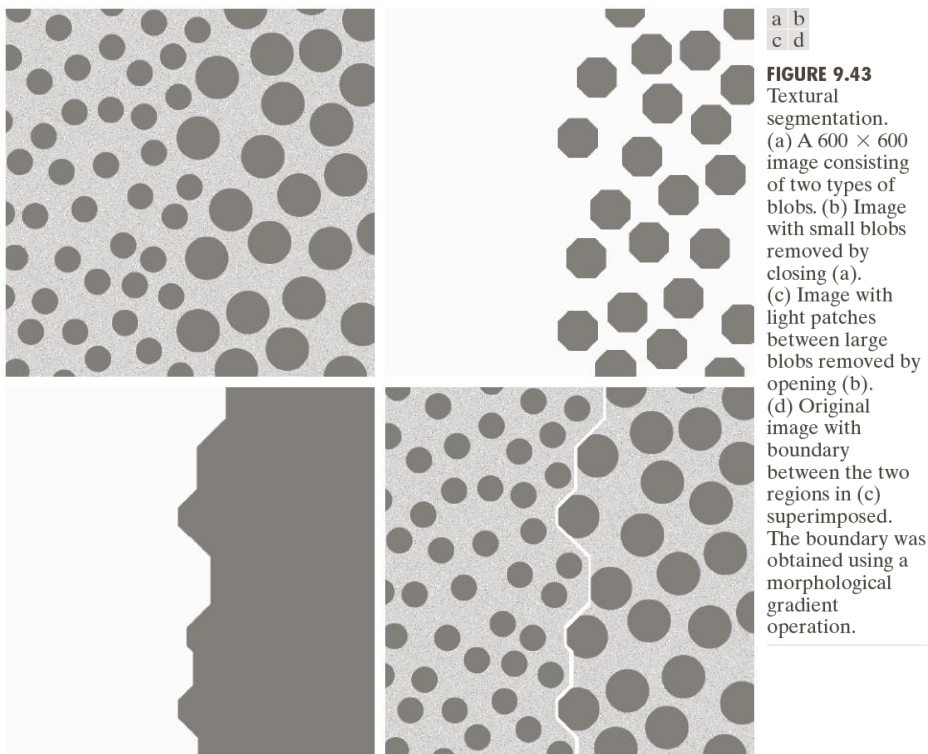 a b
c d
FIGURE 9.43
Textural
segmentation.
(a) A 600 × 600
image consisting
of two types of
blobs. (b) Image
with small blobs
removed by
closing (a).
(c) Image with
light patches
between large
blobs removed by
opening (b).
(d) Original
image with
boundary
between the two
regions in (c)
superimposed.
The boundary was
obtained using a
morphological
gradient
operation.